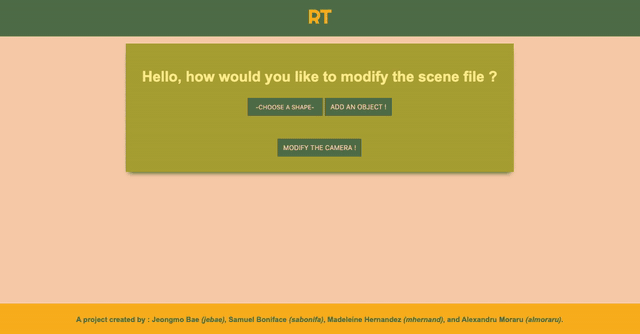 RT
Hello, how would you like to modify the scene file ?
-CHOOSE A SHAPE- ADD AN OBJECT !
MODIFY THE CAMERA !
A project created by : Jeongmo Bae (jebae), Samuel Boniface (sabonifa), Madeleine Hernandez (mhernand), and Alexandru Moraru (almoraru).